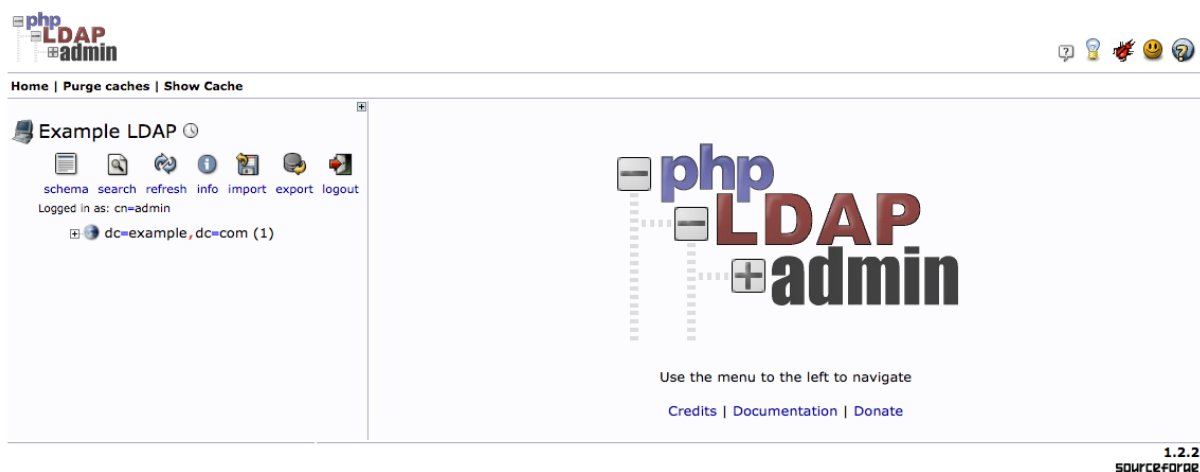 php
LDAP
admin
Home | Purge caches | Show Cache
Example LDAP
schema search refresh info import export logout
Logged in as: cn=admin
dc=example,dc=com (1)
php
LDAP
admin
Use the menu to the left to navigate
Credits | Documentation | Donate
1.2.2
sourceforge